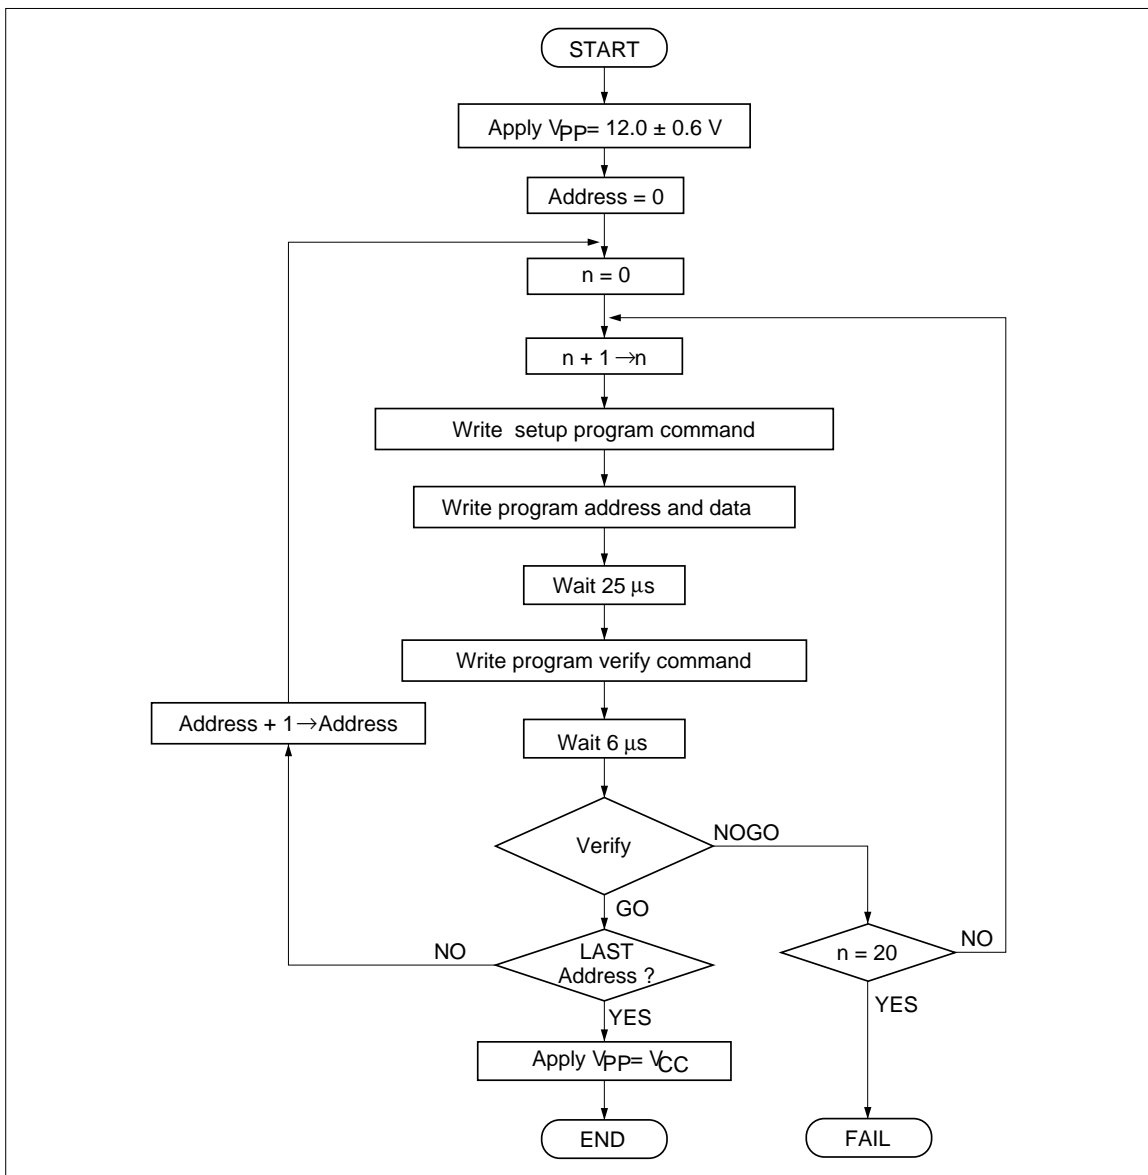 START
Apply VPP= 12.0 ± 0.6 V
Address = 0
n = 0
n + 1 →n
Write setup program command
Write program address and data
Wait 25 μs
Write program verify command
Address + 1→Address
Wait 6 μs
Verify
NOGO
GO
NO
LAST
Address ?
n = 20
NO
YES
YES
Apply VPP= VCC
END
FAIL